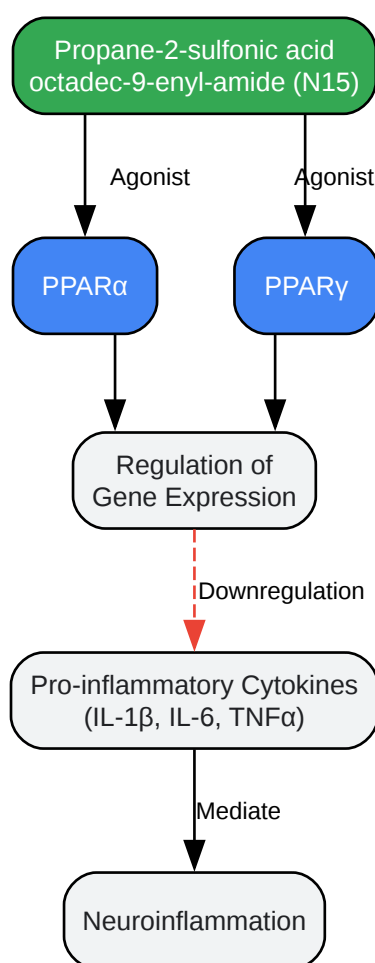 Propane-2-sulfonic acid
octadec-9-enyl-amide (N15)
Agonist
Agonist
PPARα
PPARγ
Regulation of
Gene Expression
Downregulation
Pro-inflammatory Cytokines
(IL-1β, IL-6, TNFα)
Mediate
Neuroinflammation